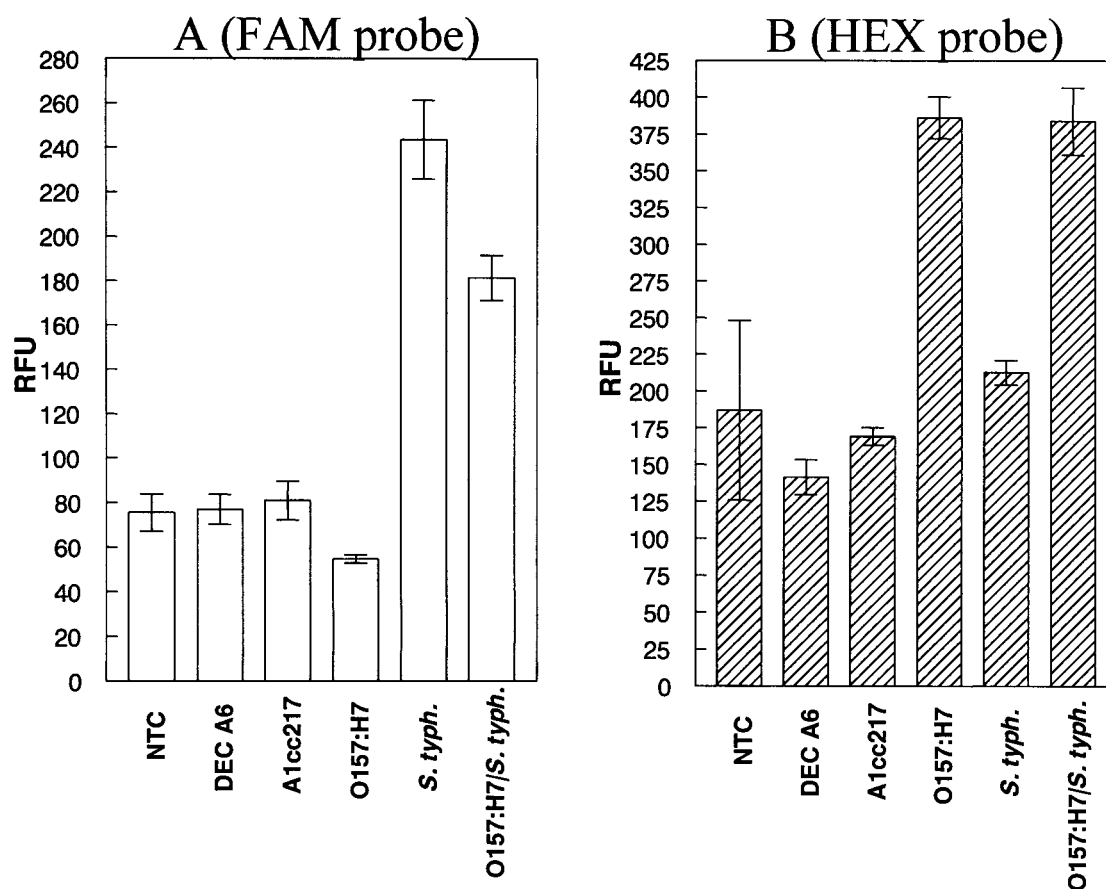 A (FAM probe)
280
260
240
220
200
180
160
140
120
100
80
60
40
20
0
RFU
NTC
DEC A6
A1cc217
O157:H7
S. typh.
O157:H7/S. typh.
B (HEX probe)
425
400
375
350
325
300
275
250
225
200
175
150
125
100
75
50
25
0
RFU
NTC
DEC A6
A1cc217
O157:H7
S. typh.
O157:H7/S. typh.